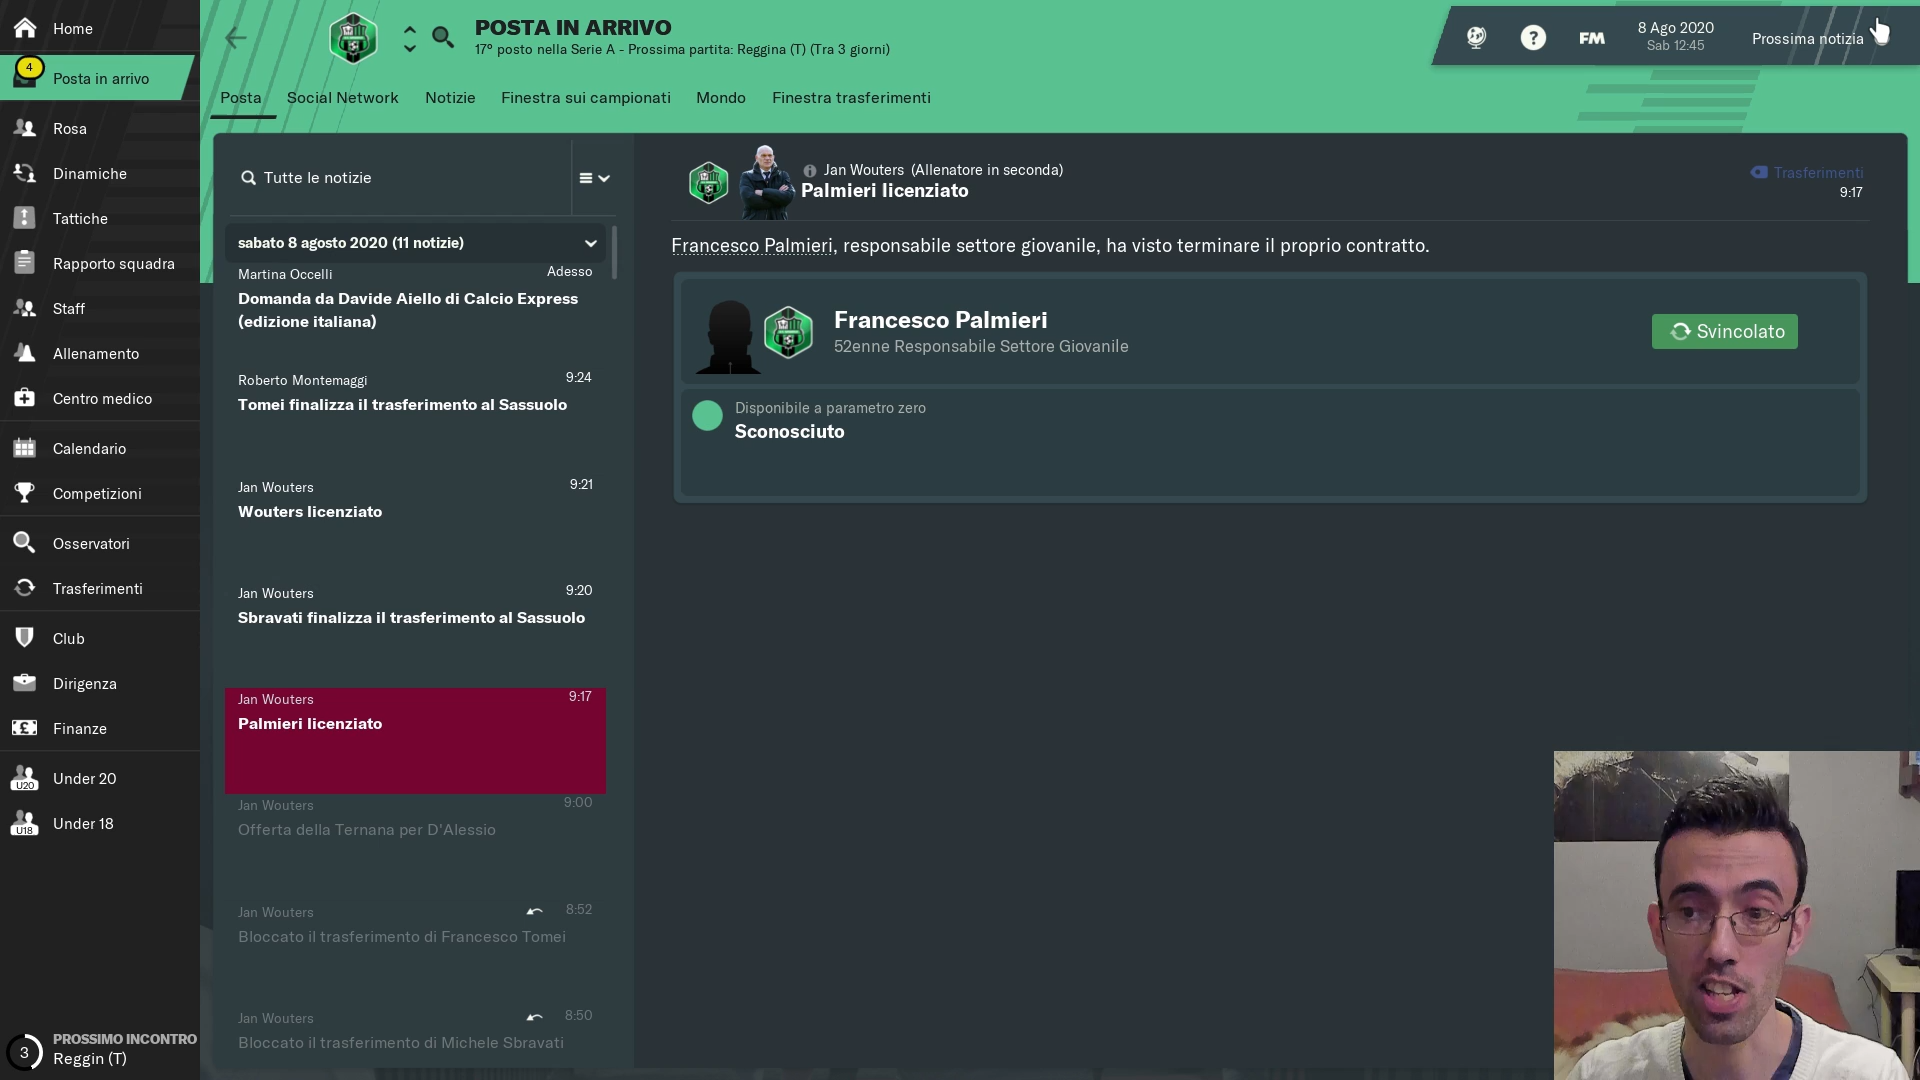 Home
4
Posta in arrivo
Rosa
Dinamiche
Tattiche
Rapporto squadra
Staff
Allenamento
Centro medico
Calendario
Competizioni
Osservatori
Trasferimenti
Club
Dirigenza
Finanze
U20
Under 20
U18
Under 18
3
PROSSIMO INCONTRO
Reggin (T)
POSTA IN ARRIVO
17° posto nella Serie A - Prossima partita: Reggina (T) (Tra 3 giorni)
?
FM
8 Ago 2020
Sab 12:45
Prossima notizia
Posta
Social Network
Notizie
Finestra sui campionati
Mondo
Finestra trasferimenti
Tutte le notizie
sabato 8 agosto 2020 (11 notizie)
Martina Occelli
Adesso
Domanda da Davide Aiello di Calcio Express
(edizione italiana)
Roberto Montemaggi
9:24
Tomei finalizza il trasferimento al Sassuolo
Jan Wouters
9:21
Wouters licenziato
Jan Wouters
9:20
Sbravati finalizza il trasferimento al Sassuolo
Jan Wouters
9:17
Palmieri licenziato
Jan Wouters
9:00
Offerta della Ternana per D'Alessio
Jan Wouters
8:52
Bloccato il trasferimento di Francesco Tomei
Jan Wouters
8:50
Bloccato il trasferimento di Michele Sbravati
Jan Wouters (Allenatore in seconda)
Palmieri licenziato
Trasferimenti
9:17
Francesco Palmieri, responsabile settore giovanile, ha visto terminare il proprio contratto.
Francesco Palmieri
52enne Responsabile Settore Giovanile
Svincolato
Disponibile a parametro zero
Sconosciuto